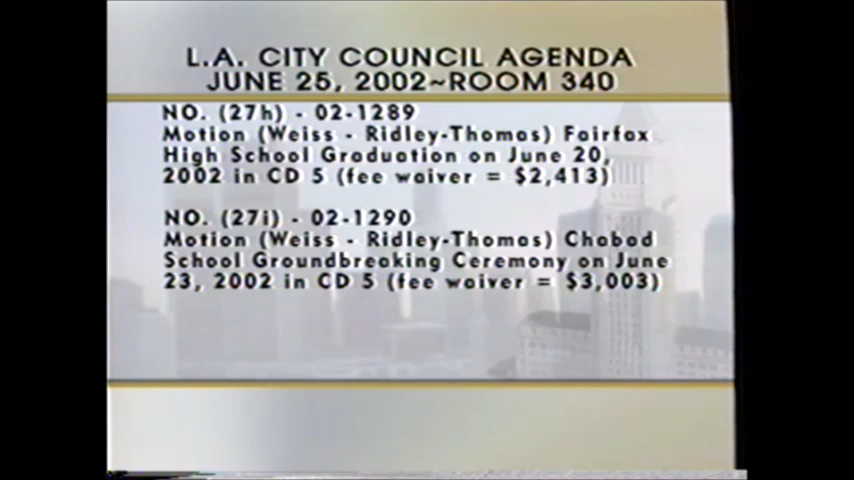 L.A. CITY COUNCIL AGENDA
JUNE 25, 2002~ROOM 340
NO. (27h) - 02-1289
Motion (Weiss - Ridley-Thomas) Fairfax
High School Graduation on June 20,
2002 in CD 5 (fee waiver = $2,413)
NO. (27i) - 02-1290
Motion (Weiss - Ridley-Thomas) Chabad
School Groundbreaking Ceremony on June
23, 2002 in CD 5 (fee waiver = $3,003)